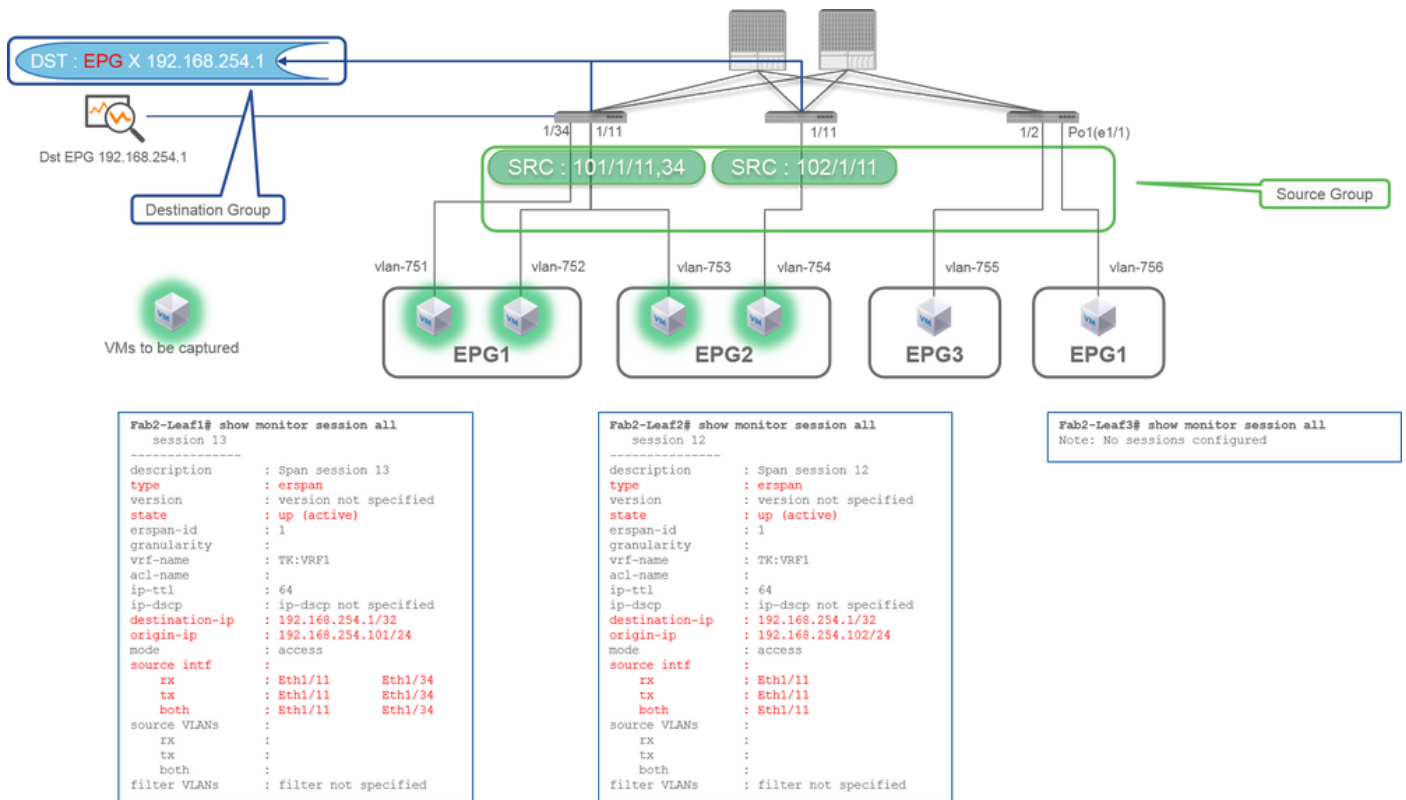 DST : EPG X 192.168.254.1
Dst EPG 192.168.254.1
Destination Group
1/34 1/11
1/11
1/2 Po1(e1/1)
SRC : 101/1/11,34
SRC : 102/1/11
Source Group
vlan-751
vlan-752
vlan-753
vlan-754
vlan-755
vlan-756
VM
VMs to be captured
VM
VM
EPG1
VM
VM
EPG2
VM
EPG3
VM
EPG1
Fab2-Leaf1# show monitor session all
session 13
---------------
description : Span session 13
type : erspan
version : version not specified
state : up (active)
erspan-id : 1
granularity :
vrf-name : TK:VRF1
acl-name :
ip-ttl : 64
ip-dscp : ip-dscp not specified
destination-ip : 192.168.254.1/32
origin-ip : 192.168.254.101/24
mode : access
source intf :
rx : Eth1/11 Eth1/34
tx : Eth1/11 Eth1/34
both : Eth1/11 Eth1/34
source VLANs :
rx :
tx :
both :
filter VLANs : filter not specified
Fab2-Leaf2# show monitor session all
session 12
---------------
description : Span session 12
type : erspan
version : version not specified
state : up (active)
erspan-id : 1
granularity :
vrf-name : TK:VRF1
acl-name :
ip-ttl : 64
ip-dscp : ip-dscp not specified
destination-ip : 192.168.254.1/32
origin-ip : 192.168.254.102/24
mode : access
source intf :
rx : Eth1/11
tx : Eth1/11
both : Eth1/11
source VLANs :
rx :
tx :
both :
filter VLANs : filter not specified
Fab2-Leaf3# show monitor session all
Note: No sessions configured